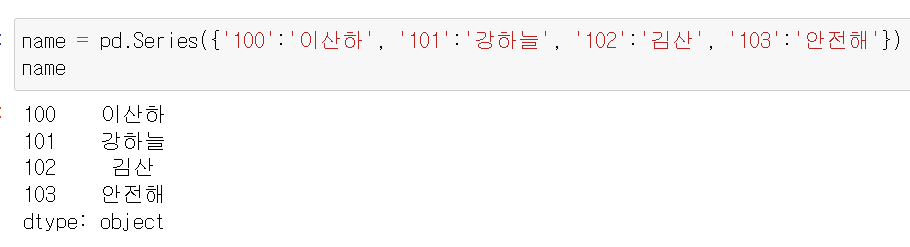 name = pd.Series({'100':'이산하', '101':'강하늘', '102':'김산', '103':'안전해'})
name
100    이산하
101    강하늘
102     김산
103    안전해
dtype: object